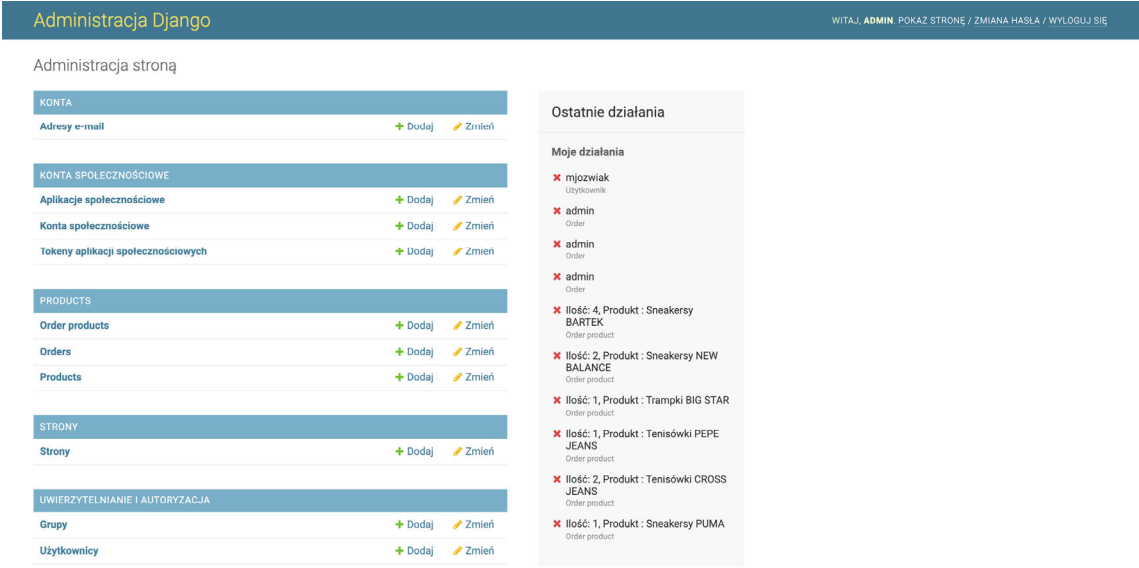 Administracja Django
WITAJ, ADMIN. POKAŻ STRONĘ / ZMIANA HASŁA / WYLOGUJ SIĘ
Administracja stroną
KONTA
Adresy e-mail Dodaj Zmień
KONTA SPOŁECZNOŚCIOWE
Aplikacje społecznościowe Dodaj Zmień
Konta społecznościowe Dodaj Zmień
Tokeny aplikacji społecznościowych Dodaj Zmień
PRODUCTS
Order products Dodaj Zmień
Orders Dodaj Zmień
Products Dodaj Zmień
STRONY
Strony Dodaj Zmień
UWIERZYTELNIANIE I AUTORYZACJA
Grupy Dodaj Zmień
Użytkownicy Dodaj Zmień
Ostatnie działania
Moje działania
mjozwiak
Użytkownik
admin
Order
admin
Order
admin
Order
Ilość: 4, Produkt : Sneakersy
BARTEK
Order product
Ilość: 2, Produkt : Sneakersy NEW
BALANCE
Order product
Ilość: 1, Produkt : Trampki BIG STAR
Order product
Ilość: 1, Produkt : Tenisówki PEPE
JEANS
Order product
Ilość: 2, Produkt : Tenisówki CROSS
JEANS
Order product
Ilość: 1, Produkt : Sneakersy PUMA
Order product